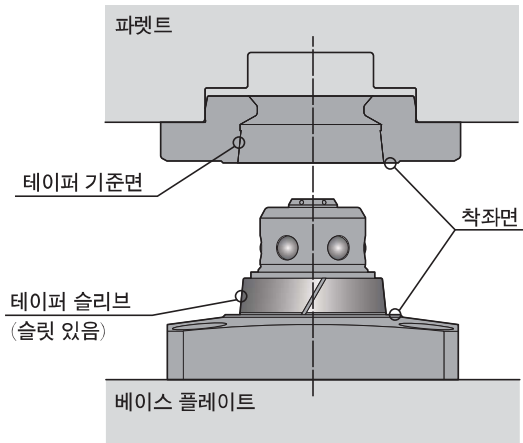 파렛트
테이퍼 기준면
착좌면
테이퍼 슬리브
(슬릿 있음)
베이스 플레이트